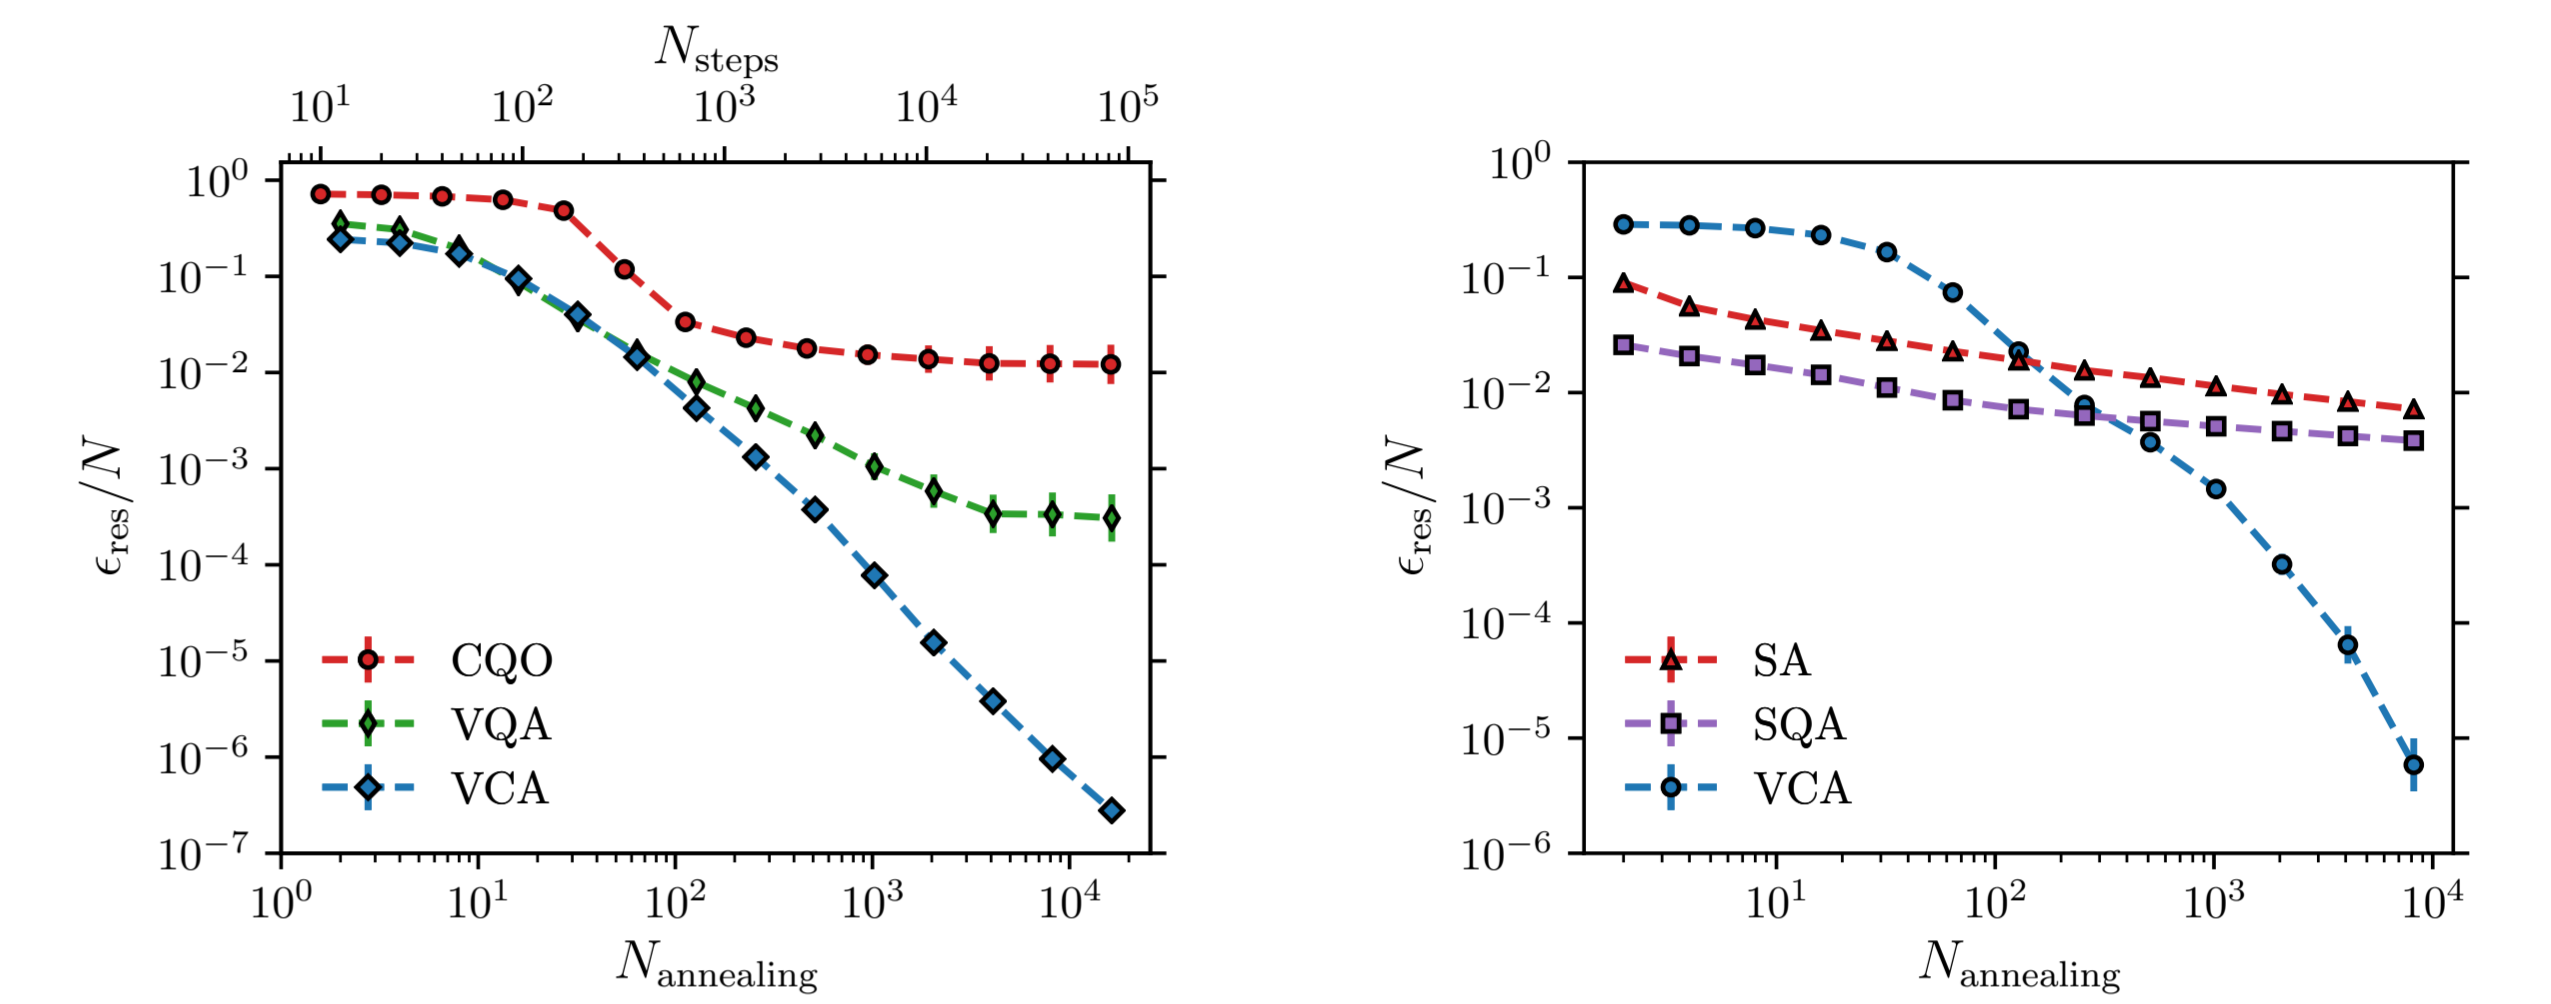 N_steps
10^1 10^2 10^3 10^4 10^5
ϵ_res/N
10^0
10^−1
10^−2
10^−3
10^−4
10^−5
10^−6
10^−7
CQO
VQA
VCA
10^0 10^1 10^2 10^3 10^4
N_annealing
ϵ_res/N
10^0
10^−1
10^−2
10^−3
10^−4
10^−5
10^−6
SA
SQA
VCA
10^1 10^2 10^3 10^4
N_annealing